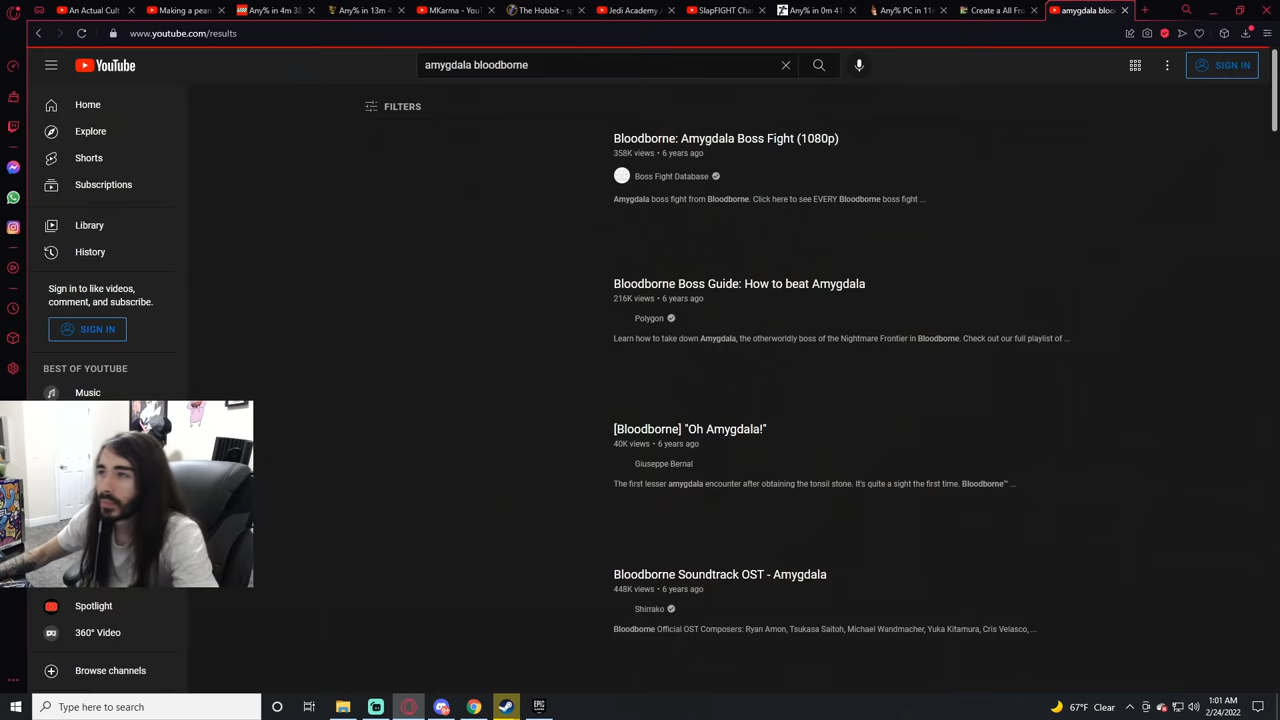 An Actual Cult
Making a pean
Any% in 4m 38
Any% in 13m 4
MKarma - YouT
The Hobbit - sp
Jedi Academy
SlapFIGHT Cham
Any% in 0m 41
Any% PC in 11m
Create a All Fro
amygdala bloo
www.youtube.com/results
YouTube
amygdala bloodborne
SIGN IN
Home
Explore
Shorts
Subscriptions
Library
History
Sign in to like videos,
comment, and subscribe.
SIGN IN
BEST OF YOUTUBE
Music
Spotlight
360° Video
Browse channels
FILTERS
Bloodborne: Amygdala Boss Fight (1080p)
358K views • 6 years ago
Boss Fight Database
Amygdala boss fight from Bloodborne. Click here to see EVERY Bloodborne boss fight ...
Bloodborne Boss Guide: How to beat Amygdala
216K views • 6 years ago
Polygon
Learn how to take down Amygdala, the otherworldly boss of the Nightmare Frontier in Bloodborne. Check out our full playlist of ...
[Bloodborne] "Oh Amygdala!"
40K views • 6 years ago
Giuseppe Bernal
The first lesser amygdala encounter after obtaining the tonsil stone. It's quite a sight the first time. Bloodborne™ ...
Bloodborne Soundtrack OST - Amygdala
448K views • 6 years ago
Shirrako
Bloodborne Official OST Composers: Ryan Amon, Tsukasa Saitoh, Michael Wandmacher, Yuka Kitamura, Cris Velasco, ...
Type here to search
EPIC
67°F Clear
1:01 AM
2/24/2022